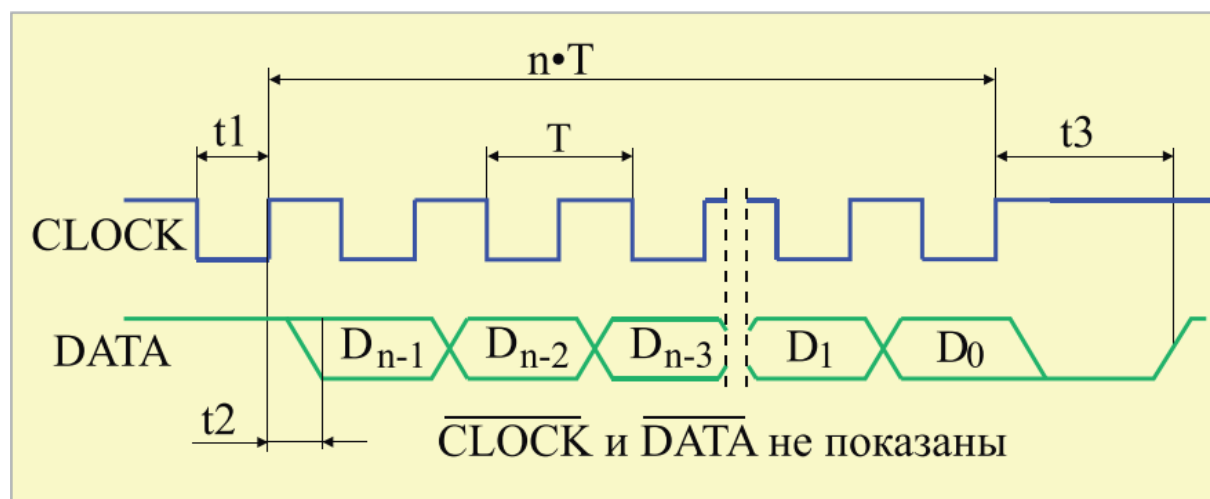 n•T
t1
T
t3
CLOCK
DATA
Dn-1
Dn-2
Dn-3
D1
D0
t2
CLOCK и DATA не показаны